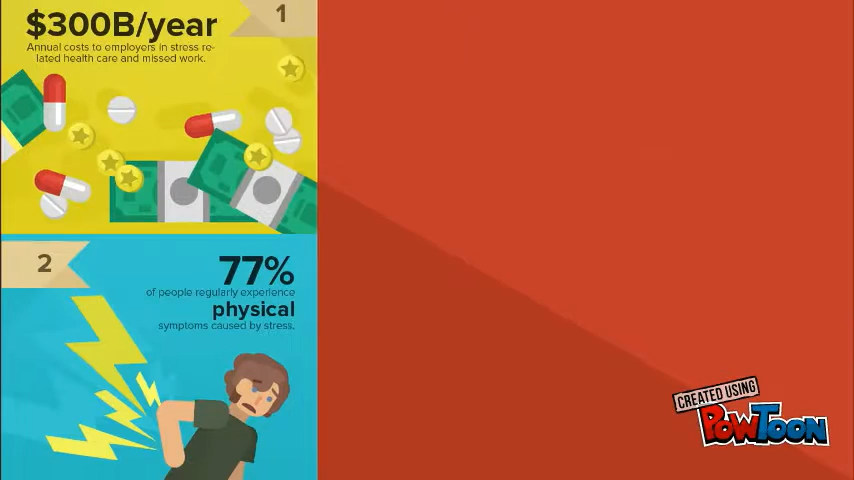 $300B/year
1
Annual costs to employers in stress re-
lated health care and missed work.
2
77%
of people regularly experience
physical
symptoms caused by stress.
CREATED USING
POWTOON